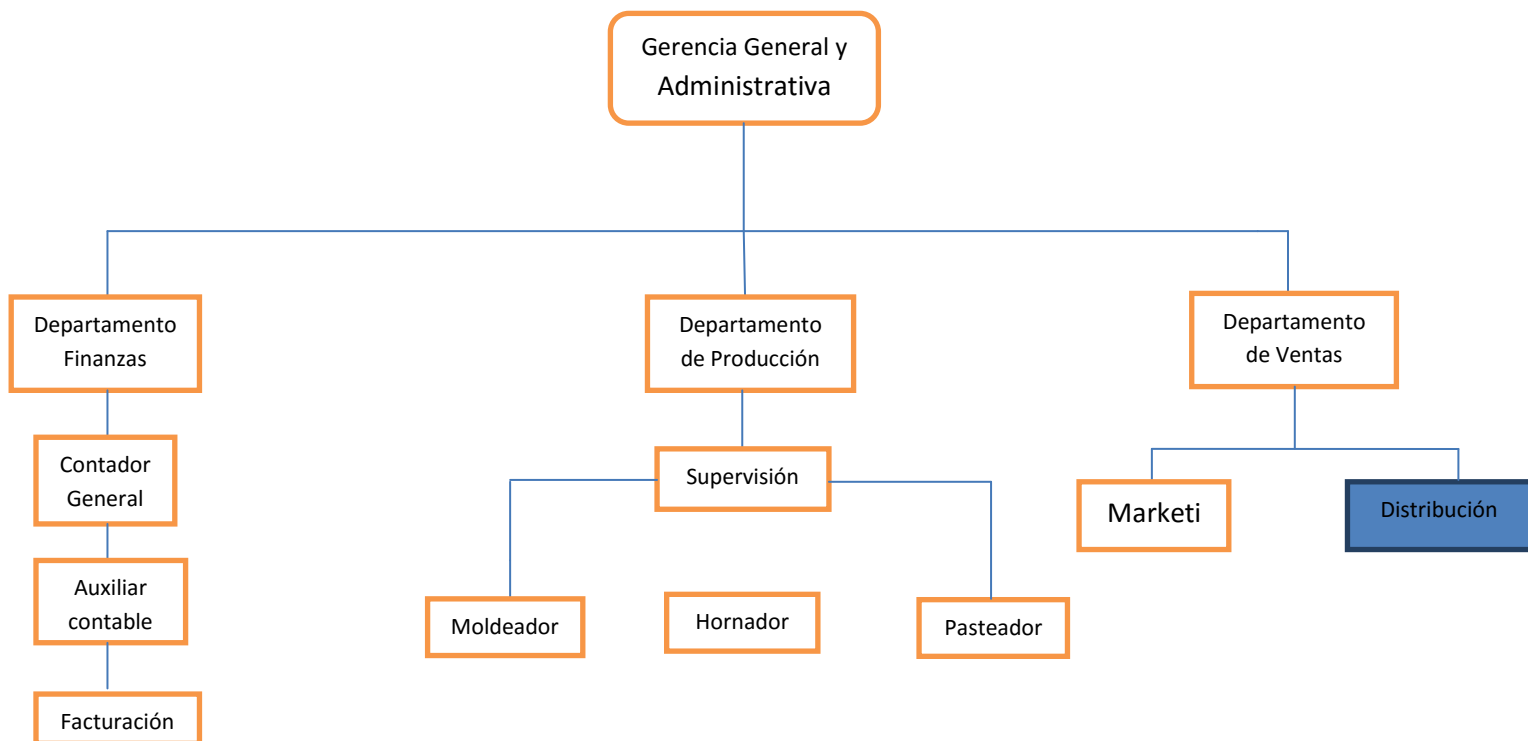 Gerencia General y
Administrativa
Departamento
Finanzas
Departamento
de Producción
Departamento
de Ventas
Contador
General
Supervisión
Marketi
Distribución
Auxiliar
contable
Moldeador
Hornador
Pasteador
Facturación